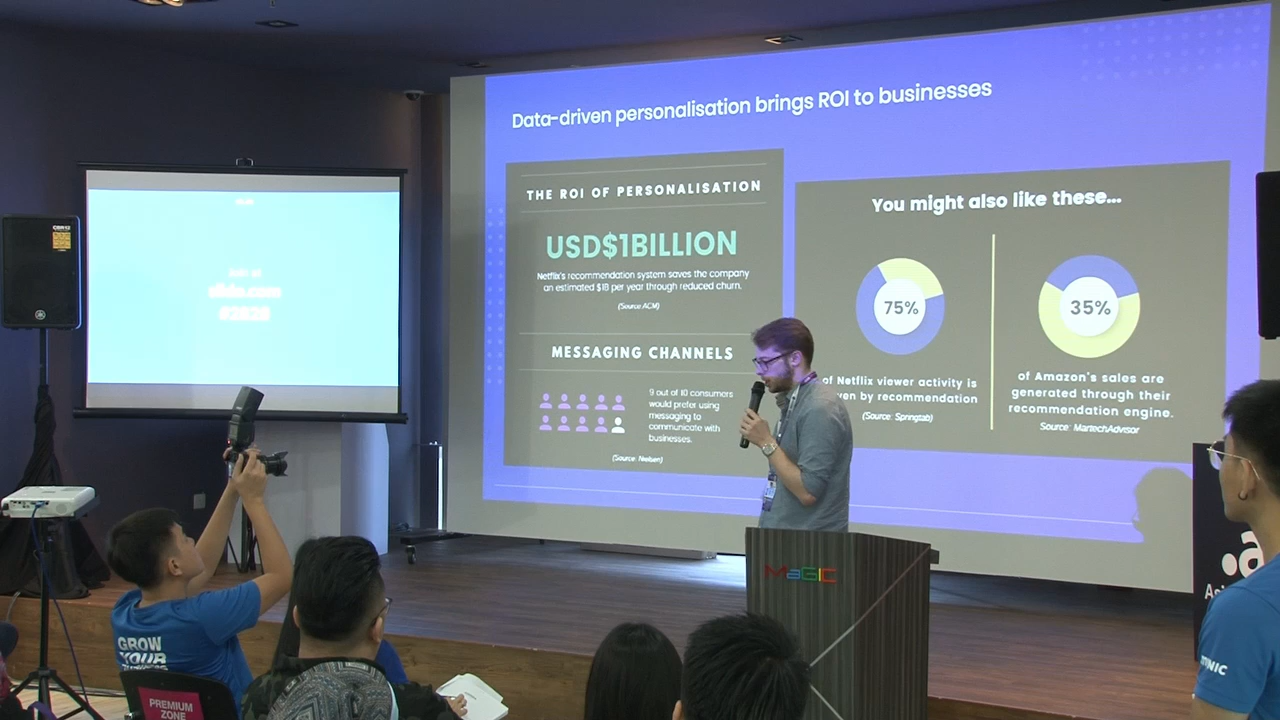 Data-driven personalisation brings ROI to businesses
THE ROI OF PERSONALISATION
USD$1BILLION
Netflix's recommendation system saves the company
an estimated $1B per year through reduced churn.
(Source: ACM)
MESSAGING CHANNELS
9 out of 10 consumers
would prefer using
messaging to
communicate with
businesses.
(Source: Nielsen)
You might also like these...
75%
of Netflix viewer activity is
by recommendation
(Source: Springtab)
35%
of Amazon's sales are
generated through their
recommendation engine.
Source: MartechAdvisor
slido.com
MaGIC
GROW
YOUR
PREMIUM
ZONE